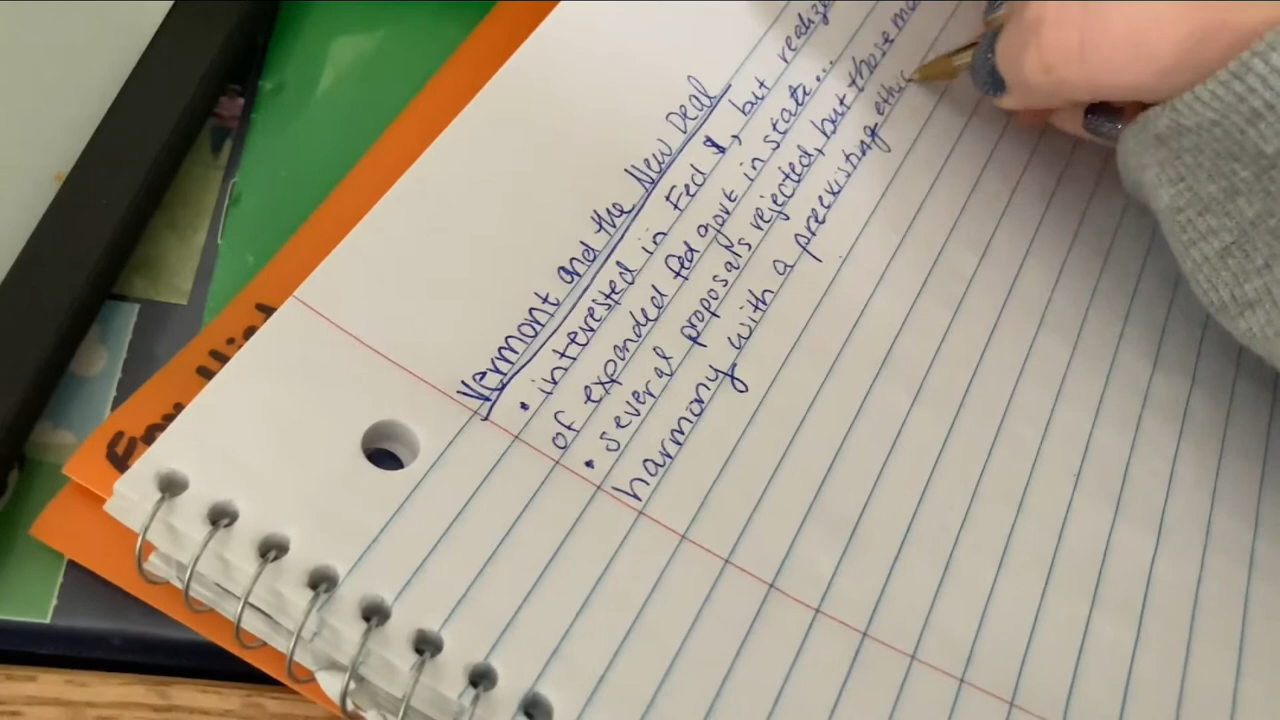 Vermont and the New Deal
• interested in Fed $, but realize
of expanded fed govt in state...
• several proposals rejected, but those
harmony with a preexisting ethic